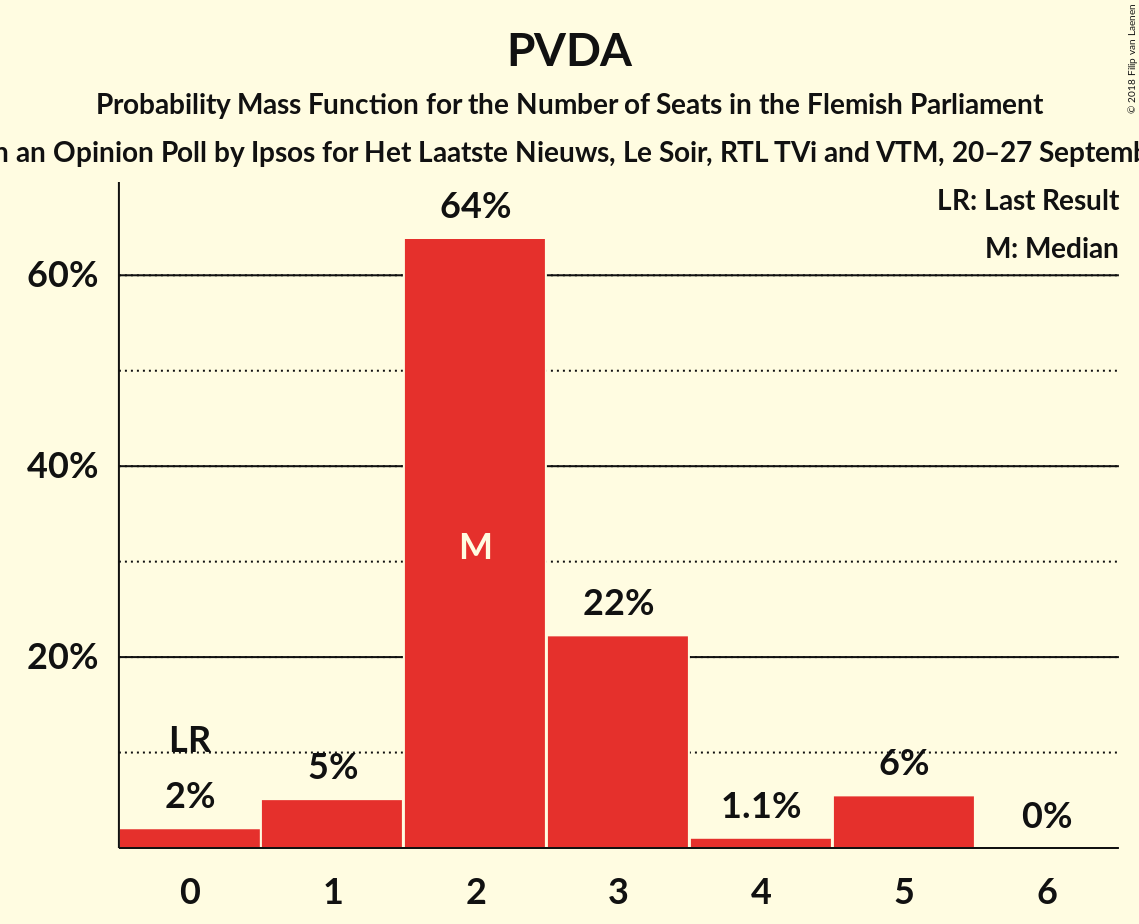 PVDA
Probability Mass Function for the Number of Seats in the Flemish Parliament
an Opinion Poll by Ipsos for Het Laatste Nieuws, Le Soir, RTL TVi and VTM, 20–27
© 2018 Filip van Laenen
LR: Last Result
M: Median
64%
60%
40%
M
22%
20%
LR
5%
6%
2%
1.1%
0%
0 1 2 3 4 5 6